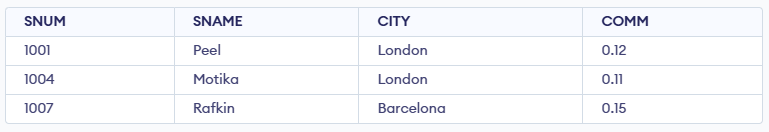 SNUM SNAME CITY COMM
1001 Peel London 0.12
1004 Motika London 0.11
1007 Rafkin Barcelona 0.15